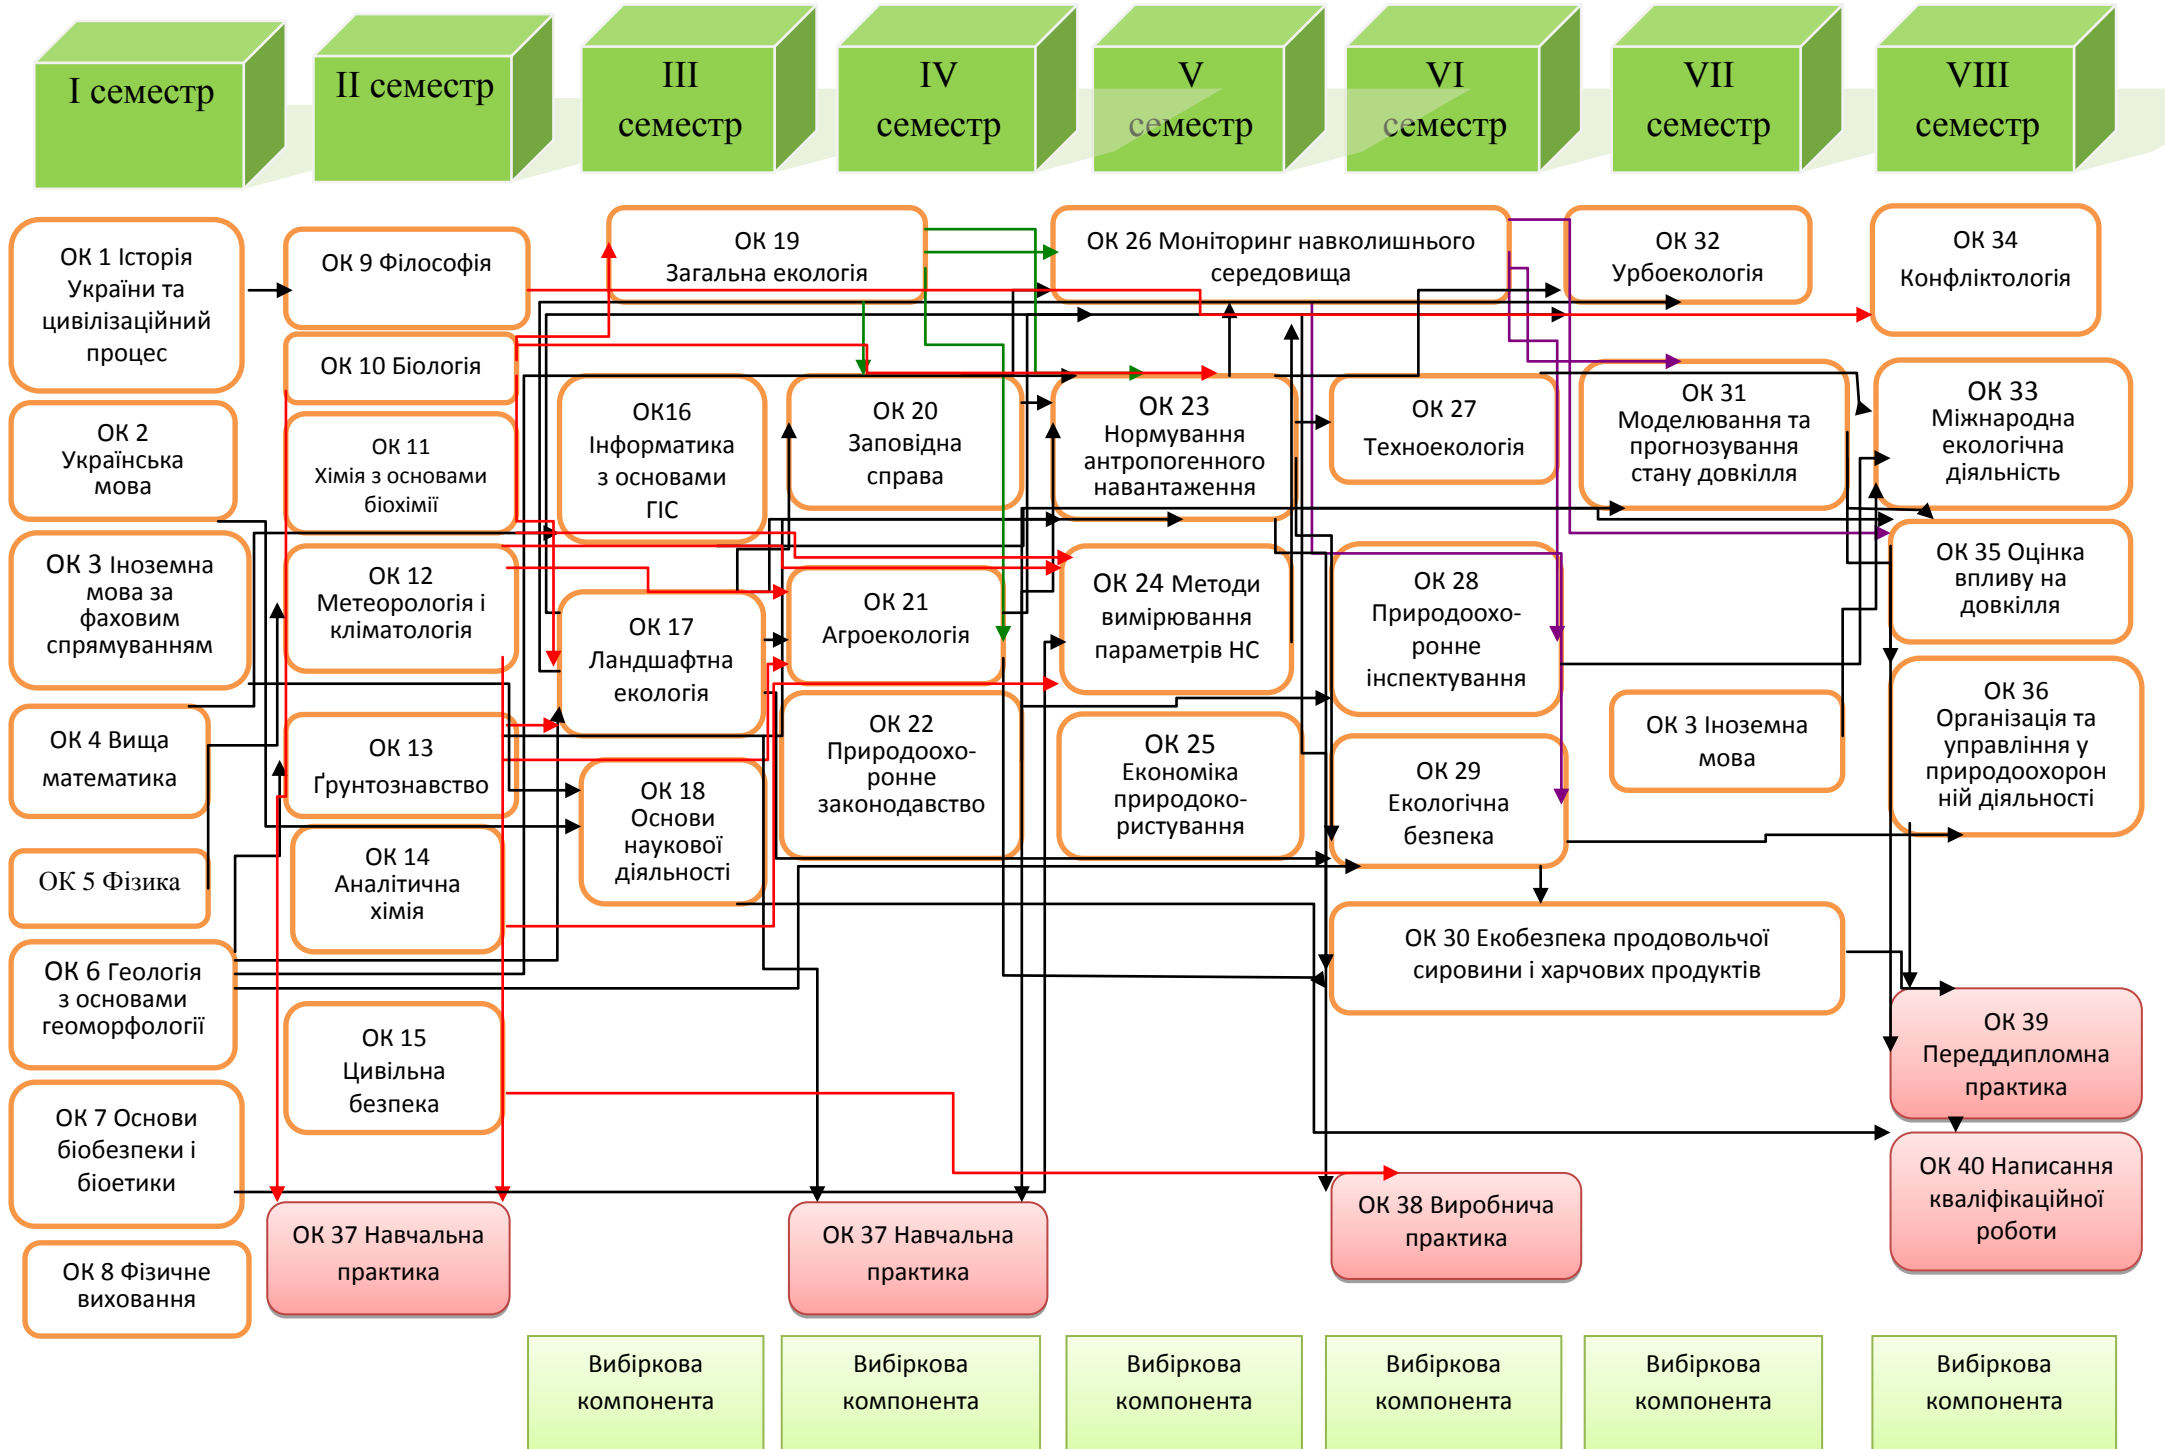 I семестр
II семестр
III
семестр
IV
семестр
V
семестр
VI
семестр
VII
семестр
VIII
семестр
ОК 1 Історія
України та
цивілізаційний
процес
ОК 2
Українська
мова
ОК 3 Іноземна
мова за
фаховим
спрямуванням
ОК 4 Вища
математика
ОК 5 Фізика
ОК 6 Геологія
з основами
геоморфології
ОК 7 Основи
біобезпеки і
біоетики
ОК 8 Фізичне
виховання
ОК 9 Філософія
ОК 10 Біологія
ОК 11
Хімія з основами
біохімії
ОК 12
Метеорологія і
кліматологія
ОК 13
Ґрунтознавство
ОК 14
Аналітична
хімія
ОК 15
Цивільна
безпека
ОК 37 Навчальна
практика
ОК 19
Загальна екологія
ОК16
Інформатика
з основами
ГІС
ОК 17
Ландшафтна
екологія
ОК 18
Основи
наукової
діяльності
ОК 20
Заповідна
справа
ОК 21
Агроекологія
ОК 22
Природоохо-
ронне
законодавство
ОК 37 Навчальна
практика
ОК 26 Моніторинг навколишнього
середовища
ОК 23
Нормування
антропогенного
навантаження
ОК 24 Методи
вимірювання
параметрів НС
ОК 25
Економіка
природоко-
ристування
ОК 27
Техноекологія
ОК 28
Природоохо-
ронне
інспектування
ОК 29
Екологічна
безпека
ОК 30 Екобезпека продовольчої
сировини і харчових продуктів
ОК 38 Виробнича
практика
ОК 32
Урбоекологія
ОК 31
Моделювання та
прогнозування
стану довкілля
ОК 3 Іноземна
мова
ОК 34
Конфліктологія
ОК 33
Міжнародна
екологічна
діяльність
ОК 35 Оцінка
впливу на
довкілля
ОК 36
Організація та
управління у
природоохорон
ній діяльності
ОК 39
Переддипломна
практика
ОК 40 Написання
кваліфікаційної
роботи
Вибіркова
компонента
Вибіркова
компонента
Вибіркова
компонента
Вибіркова
компонента
Вибіркова
компонента
Вибіркова
компонента